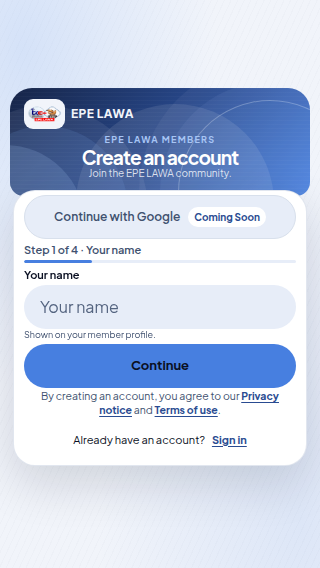 EPE LAWA
EPE LAWA MEMBERS
Create an account
Join the EPE LAWA community.
Continue with Google Coming Soon
Step 1 of 4 · Your name
Your name
Your name
Shown on your member profile.
Continue
By creating an account, you agree to our Privacy
notice and Terms of use.
Already have an account? Sign in